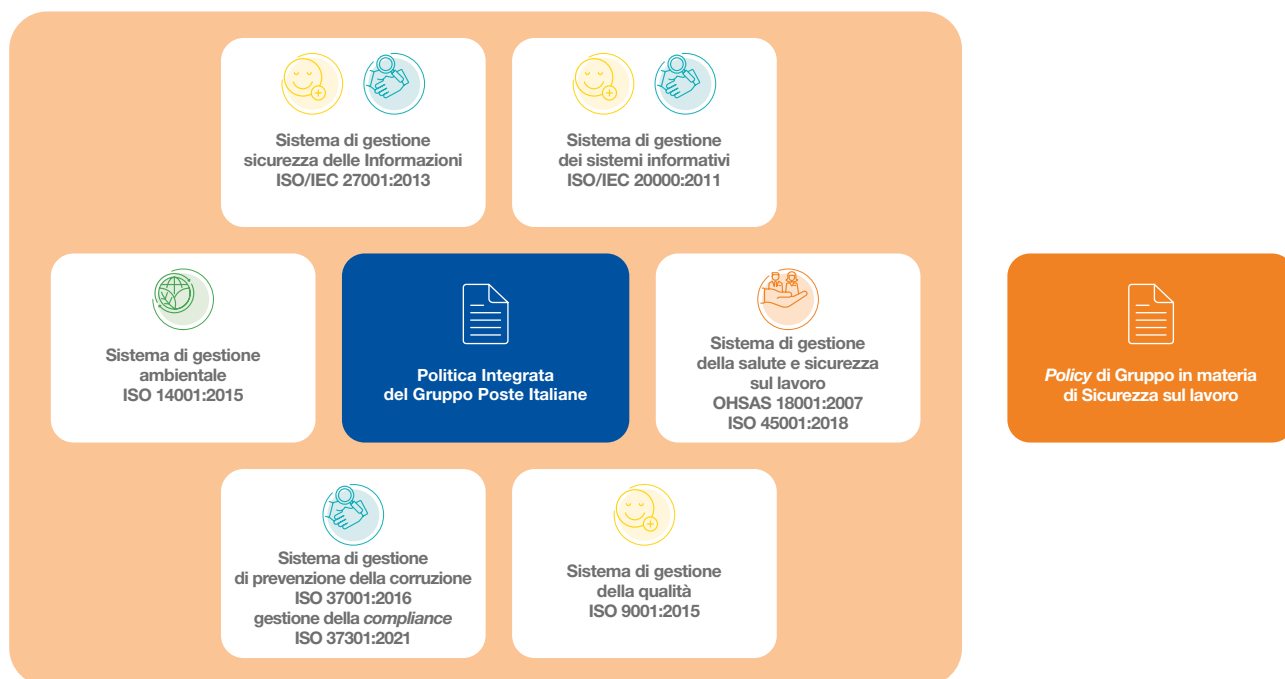 Sistema di gestione
sicurezza delle Informazioni
ISO/IEC 27001:2013
Sistema di gestione
dei sistemi informativi
ISO/IEC 20000:2011
Sistema di gestione
ambientale
ISO 14001:2015
Politica Integrata
del Gruppo Poste Italiane
Sistema di gestione
della salute e sicurezza
sul lavoro
OHSAS 18001:2007
ISO 45001:2018
Policy di Gruppo in materia
di Sicurezza sul lavoro
Sistema di gestione
di prevenzione della corruzione
ISO 37001:2016
gestione della compliance
ISO 37301:2021
Sistema di gestione
della qualità
ISO 9001:2015